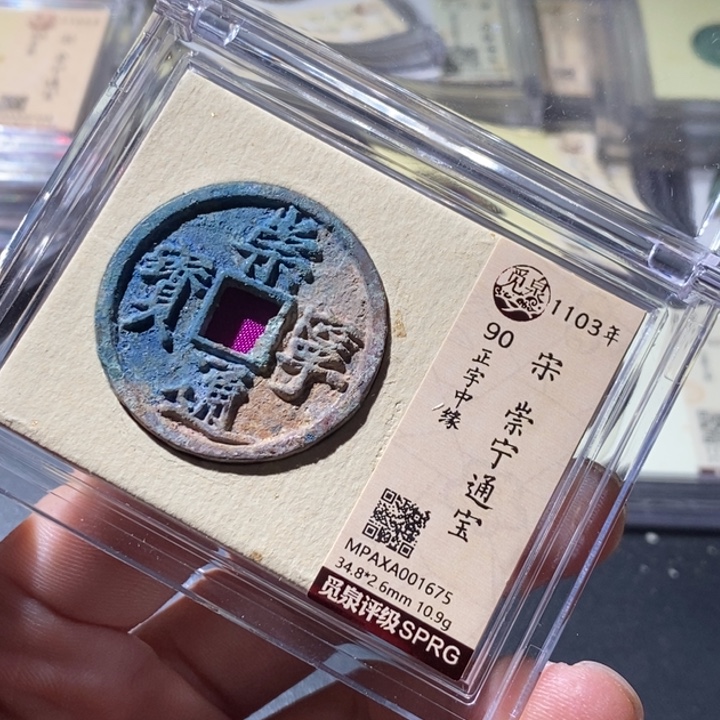 崇寧通寳
觅泉
1103年
90
正字中缘
宋 崇宁通宝
MPAXA001675
34.8*2.6mm 10.9g
觅泉评级SPRG